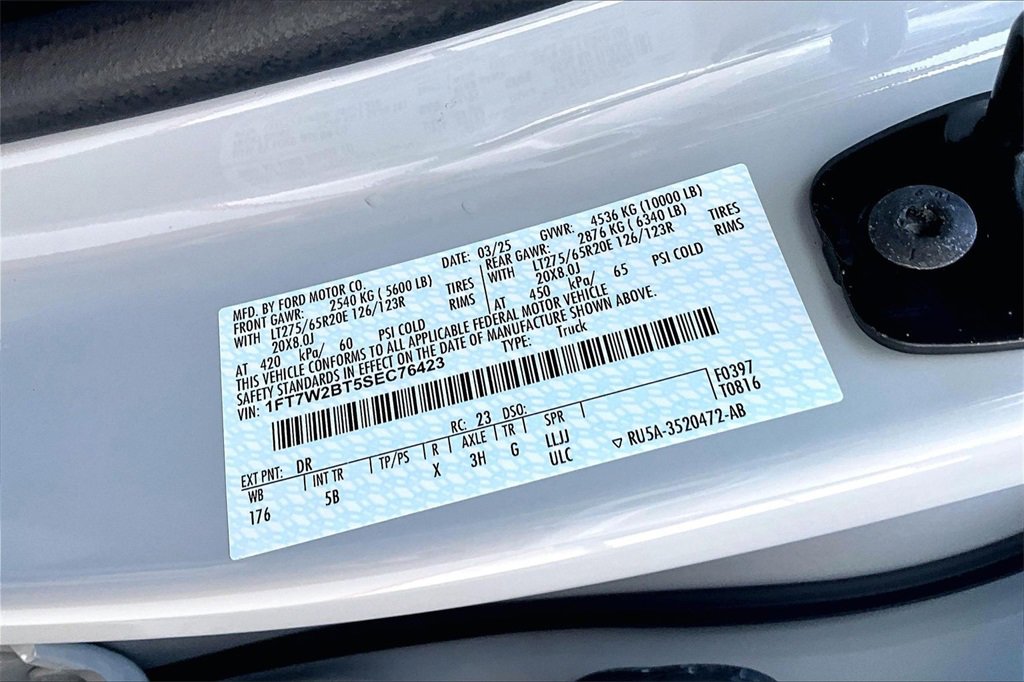 MFD. BY FORD MOTOR CO. DATE: 03/25 GVWR: 4536 KG (10000 LB)
FRONT GAWR: 2540 KG ( 5600 LB) REAR GAWR: 2876 KG ( 6340 LB)
WITH LT275/65R20E 126/123R TIRES WITH LT275/65R20E 126/123R TIRES
20X8.0J RIMS 20X8.0J RIMS
AT 420 kPa/ 60 PSI COLD AT 450 kPa/ 65 PSI COLD
THIS VEHICLE CONFORMS TO ALL APPLICABLE FEDERAL MOTOR VEHICLE
SAFETY STANDARDS IN EFFECT ON THE DATE OF MANUFACTURE SHOWN ABOVE.
VIN: 1FT7W2BT5SEC76423 TYPE: Truck
F0397
T0816
EXT PNT: DR RC: 23 DSO:
WB INT TR TP/PS R AXLE TR SPR
176 5B X 3H G LLJJ
ULC
▽ RU5A-3520472-AB